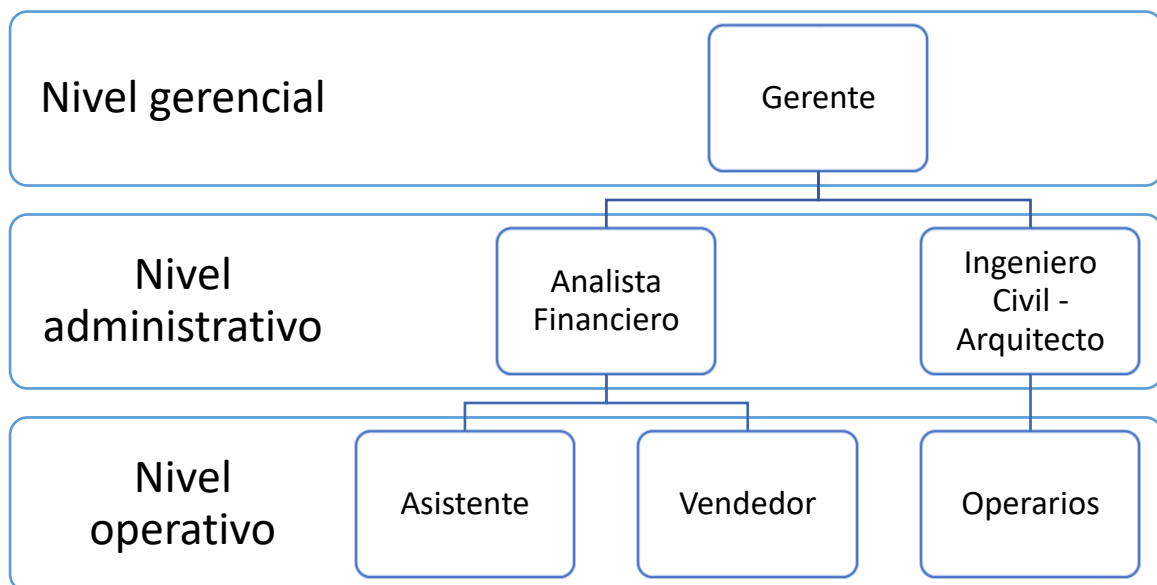 Nivel gerencial
Gerente
Nivel
administrativo
Analista
Financiero
Ingeniero
Civil -
Arquitecto
Nivel
operativo
Asistente
Vendedor
Operarios